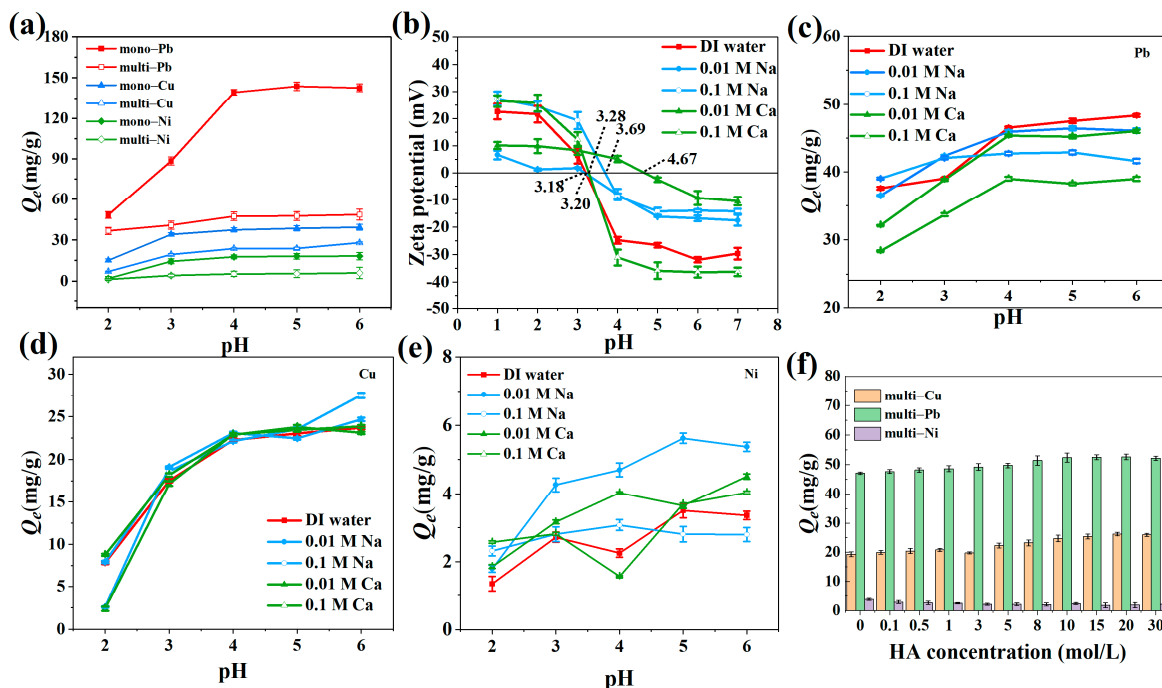 (a)
180
150
120
90
60
30
0
Qe(mg/g)
mono−Pb
multi−Pb
mono−Cu
multi−Cu
mono−Ni
multi−Ni
2 3 4 5 6
pH
(b)
50
40
30
20
10
0
-10
-20
-30
-40
-50
Zeta potential (mV)
DI water
0.01 M Na
0.1 M Na
0.01 M Ca
0.1 M Ca
3.28
3.69
4.67
3.18
3.20
0 1 2 3 4 5 6 7 8
pH
(c)
Pb
60
50
40
30
20
Qe(mg/g)
DI water
0.01 M Na
0.1 M Na
0.01 M Ca
0.1 M Ca
2 3 4 5 6
pH
(d)
Cu
30
25
20
15
10
5
0
Qe(mg/g)
DI water
0.01 M Na
0.1 M Na
0.01 M Ca
0.1 M Ca
2 3 4 5 6
pH
(e)
Ni
8
6
4
2
0
Qe(mg/g)
DI water
0.01 M Na
0.1 M Na
0.01 M Ca
0.1 M Ca
2 3 4 5 6
pH
(f)
80
70
60
50
40
30
20
10
0
Qe(mg/g)
multi−Cu
multi−Pb
multi−Ni
0 0.1 0.5 1 3 5 8 10 15 20 30
HA concentration (mol/L)